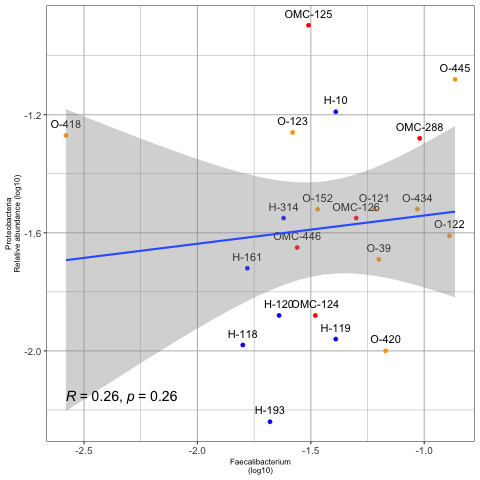 OMC-125
O-445
H-10
O-418
O-123
OMC-288
H-314
O-152
OMC-126
O-121
O-434
O-122
OMC-446
H-161
O-39
H-120
OMC-124
H-118
H-119
O-420
H-193
R = 0.26, p = 0.26
-1.2
-1.6
-2.0
-2.5
-2.0
-1.5
-1.0
Proteobacteria
Relative abundance (log10)
Faecalibacterium
(log10)